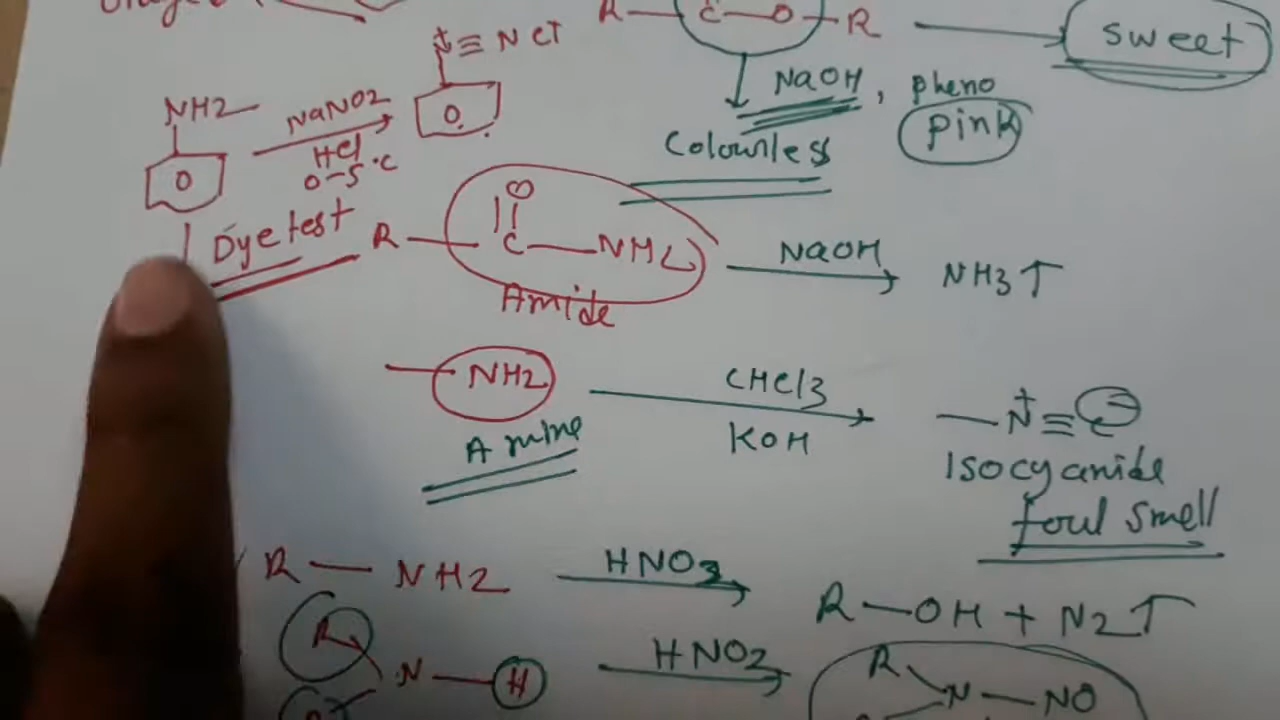 R — C — O — R → sweet
N⁺ ≡ N Cl⁻
NaOH, pheno
NH2 NaNO2
HCl
0-5 °C
Colourless
pink
Dye test
R — C — NH2 NaOH → NH3 ↑
O
Amide
— NH2 CHCl3 → — N⁺ ≡ C⁻
KOH
Amine
Isocyanide
foul smell
R — NH2 HNO3 → R — OH + N2 ↑
R N — H HNO2 → R N — NO